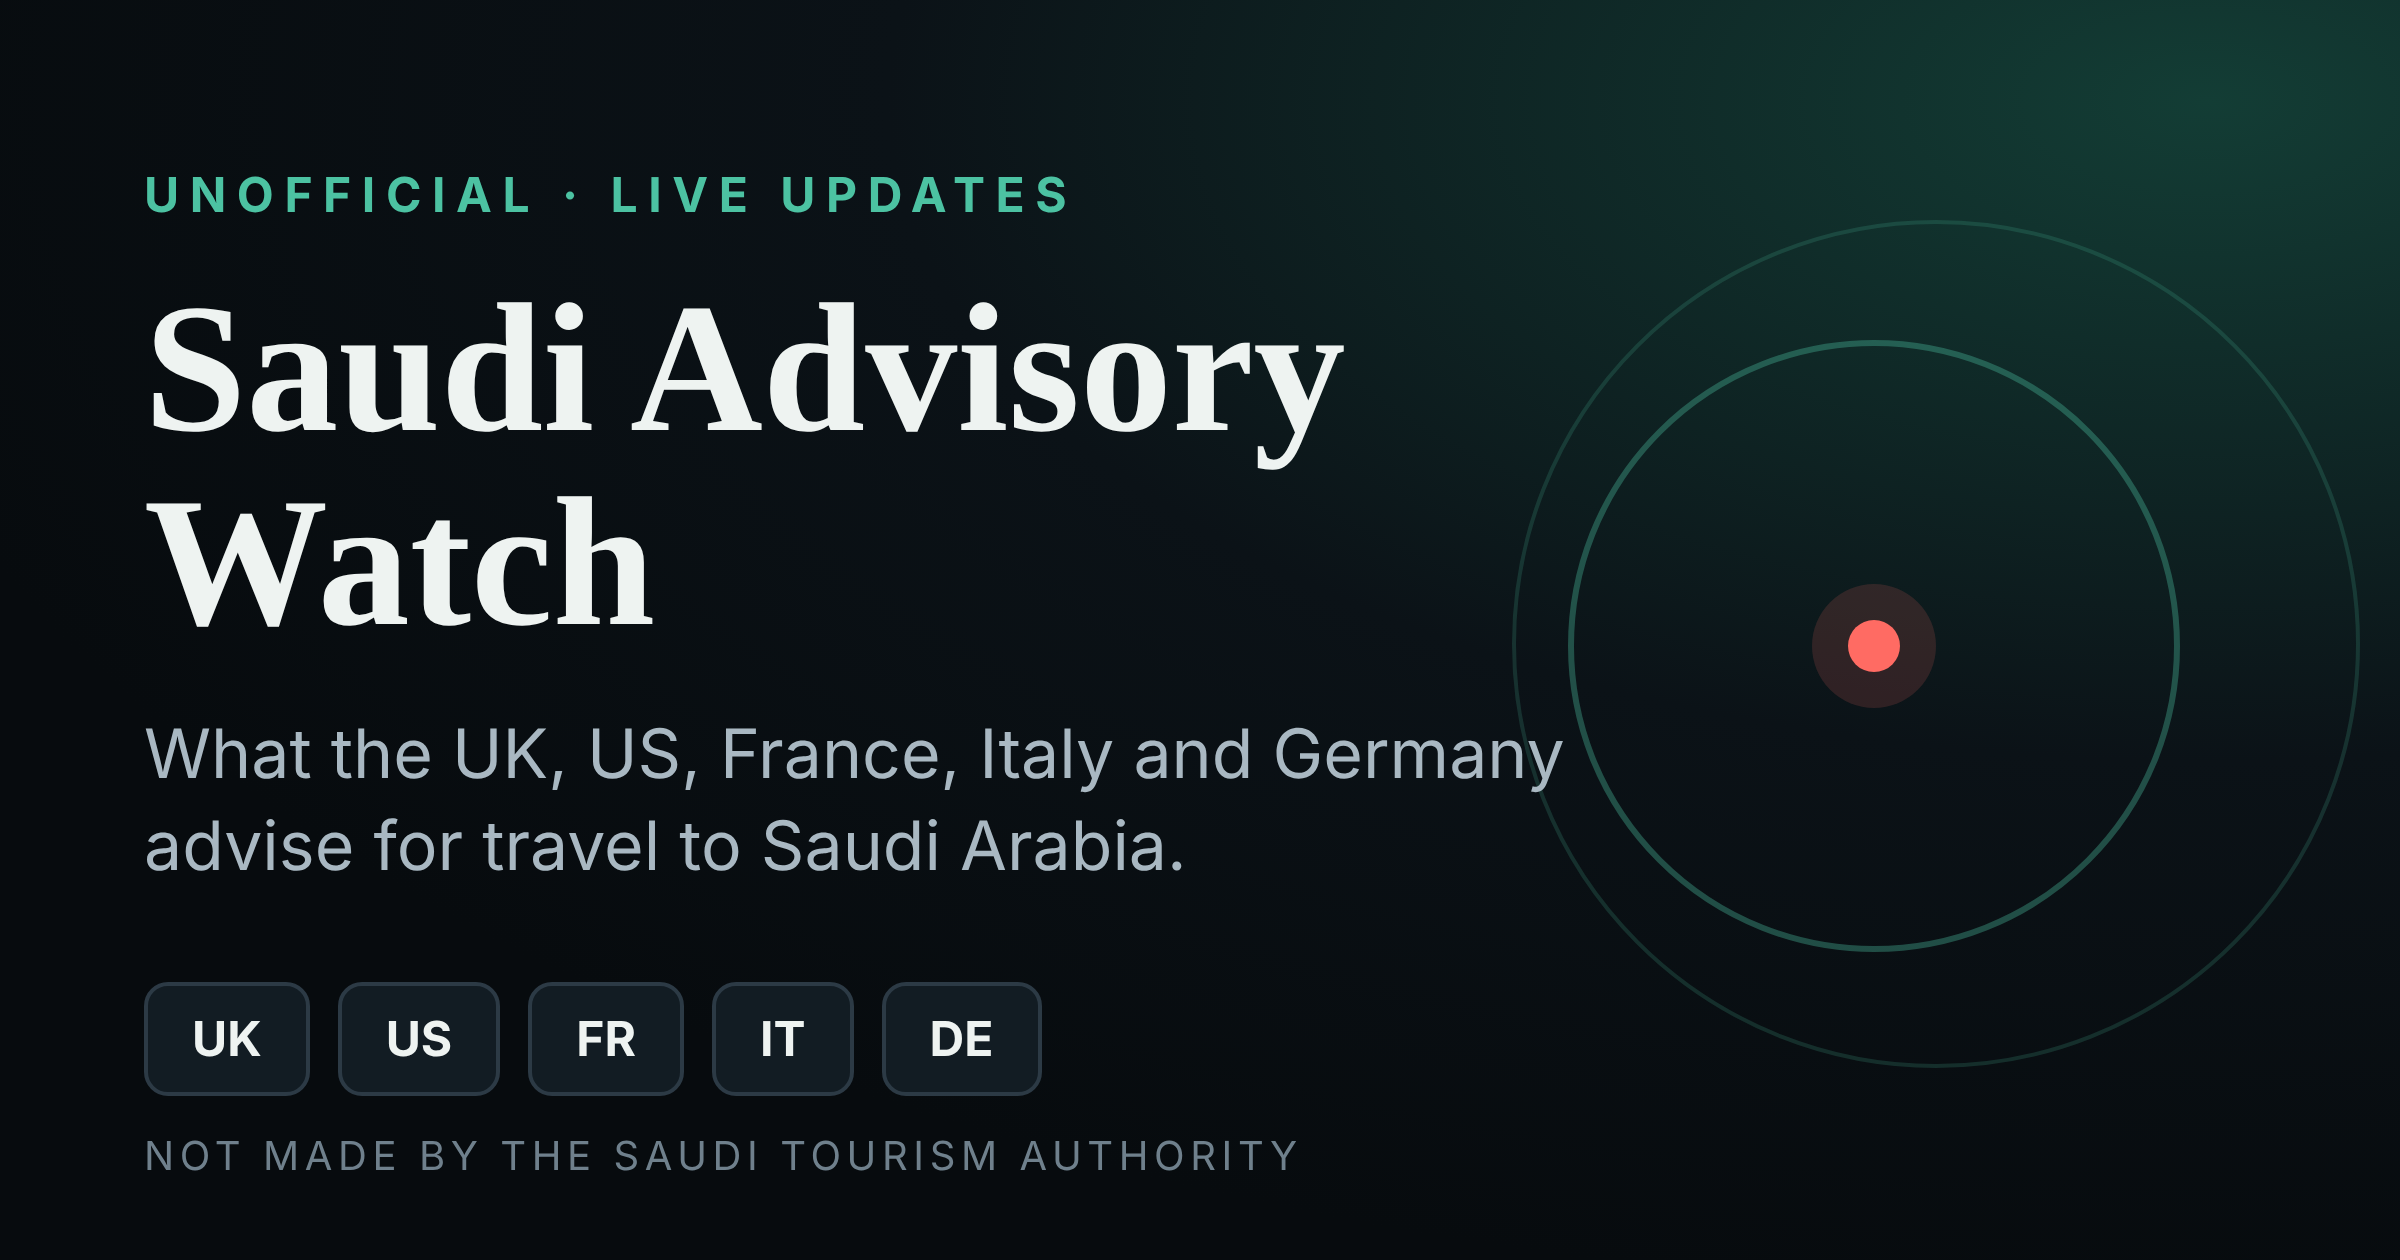 UNOFFICIAL · LIVE UPDATES
Saudi Advisory
Watch
What the UK, US, France, Italy and Germany
advise for travel to Saudi Arabia.
UK US FR IT DE
NOT MADE BY THE SAUDI TOURISM AUTHORITY